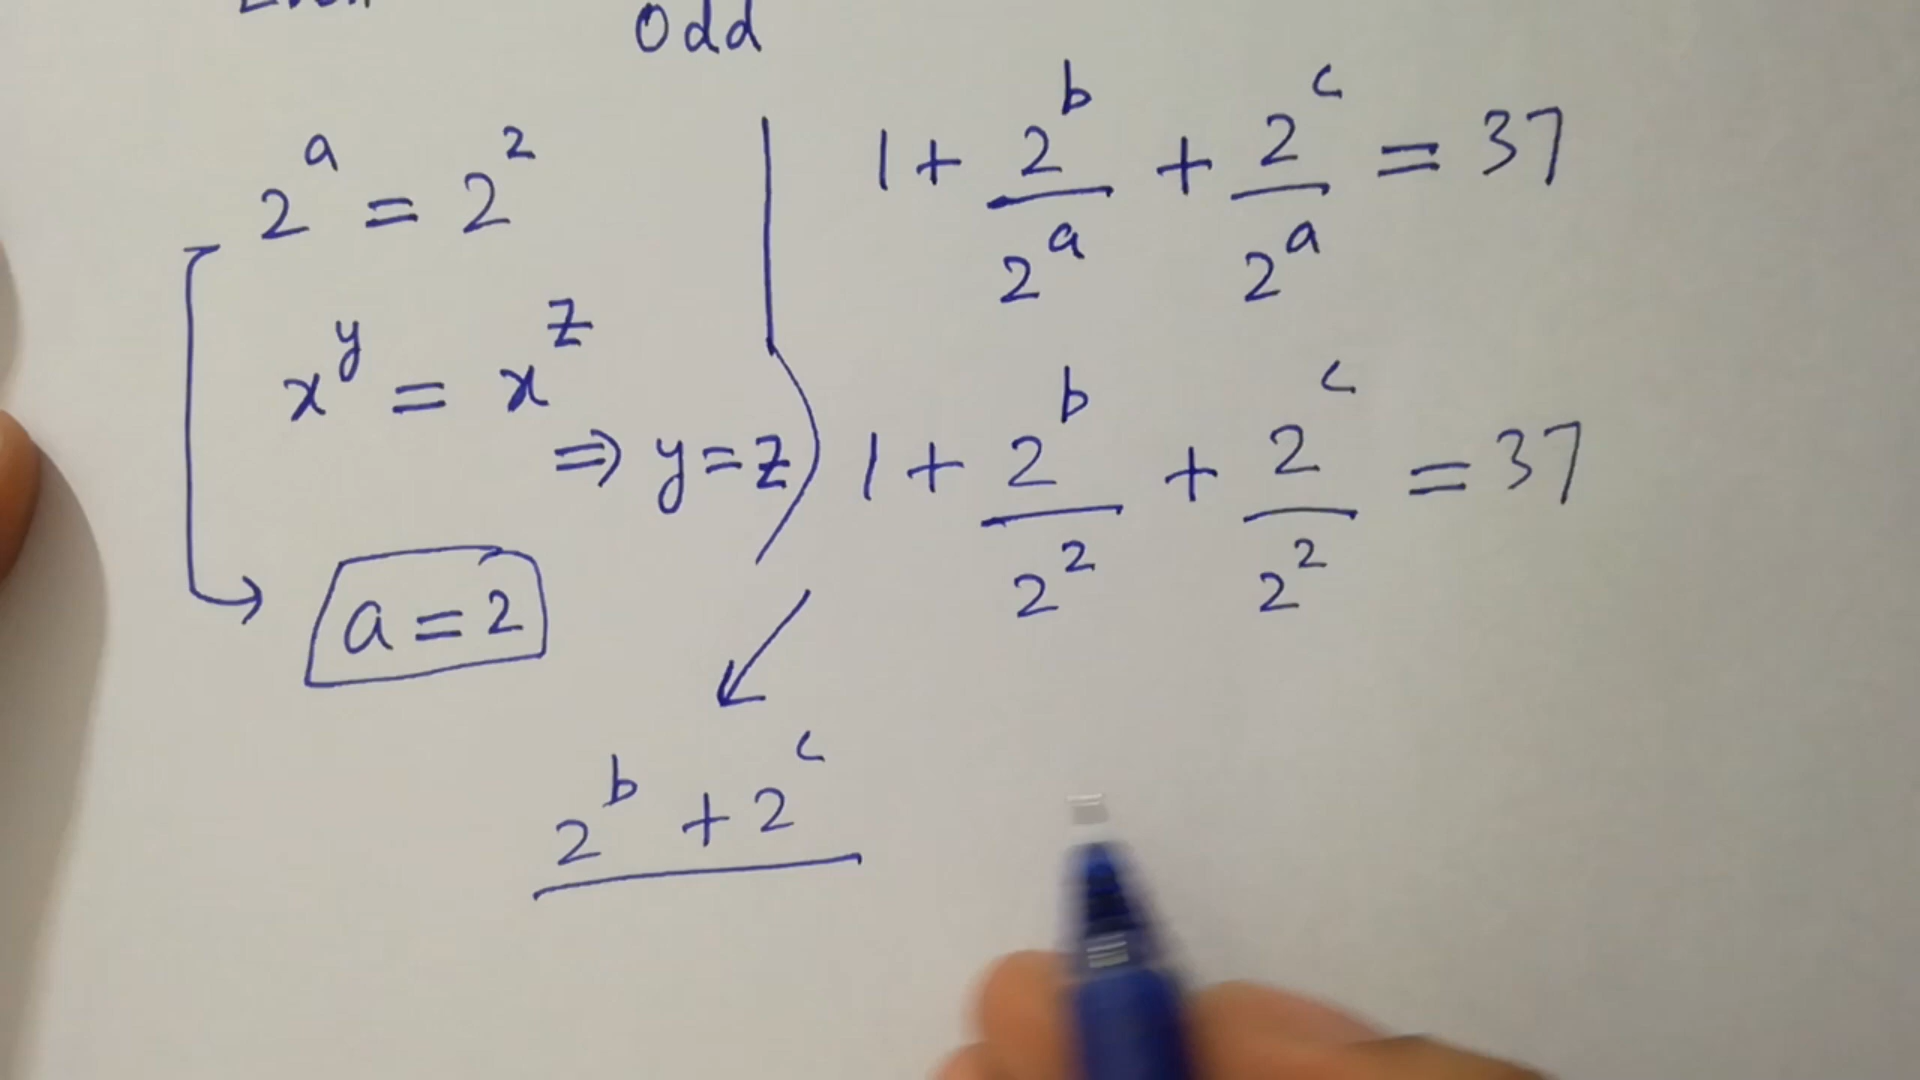 Odd
2^a = 2^2
x^y = x^z
⇒ y = z
a = 2
1 + 2^b/2^a + 2^c/2^a = 37
1 + 2^b/2^2 + 2^c/2^2 = 37
2^b + 2^c